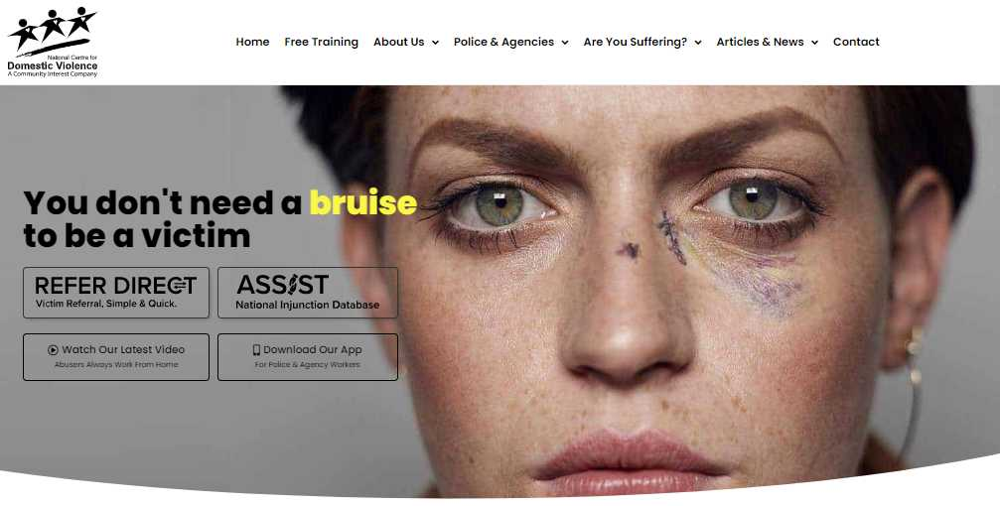 National Centre for
Domestic Violence
A Community Interest Company
Home Free Training About Us Police & Agencies Are You Suffering? Articles & News Contact
You don't need a bruise
to be a victim
REFER DIRECT
Victim Referral, Simple & Quick.
ASSIST
National Injunction Database
Watch Our Latest Video
Abusers Always Work From Home
Download Our App
For Police & Agency Workers